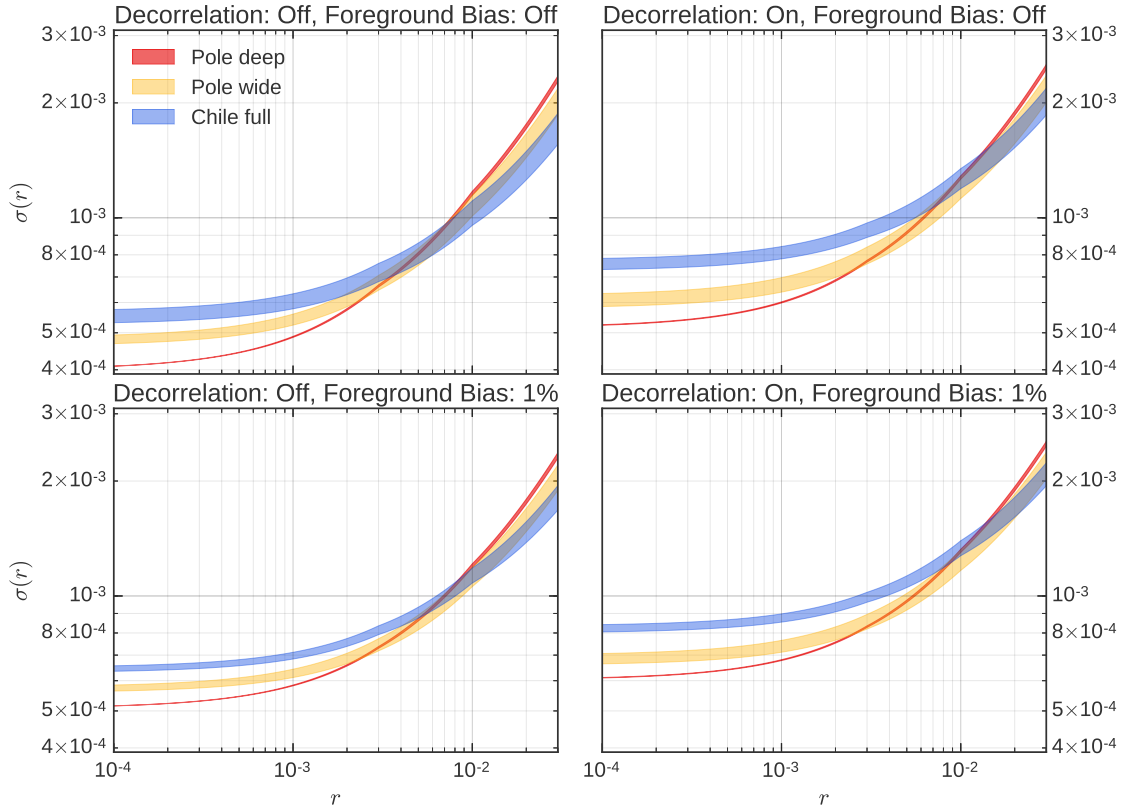 Decorrelation: Off, Foreground Bias: Off
Decorrelation: On, Foreground Bias: Off
3×10⁻³
2×10⁻³
10⁻³
8×10⁻⁴
5×10⁻⁴
4×10⁻⁴
σ(r)
Pole deep
Pole wide
Chile full
3×10⁻³
2×10⁻³
10⁻³
8×10⁻⁴
5×10⁻⁴
4×10⁻⁴
Decorrelation: Off, Foreground Bias: 1%
Decorrelation: On, Foreground Bias: 1%
3×10⁻³
2×10⁻³
10⁻³
8×10⁻⁴
5×10⁻⁴
4×10⁻⁴
σ(r)
3×10⁻³
2×10⁻³
10⁻³
8×10⁻⁴
5×10⁻⁴
4×10⁻⁴
10⁻⁴ 10⁻³ 10⁻²
10⁻⁴ 10⁻³ 10⁻²
r
r